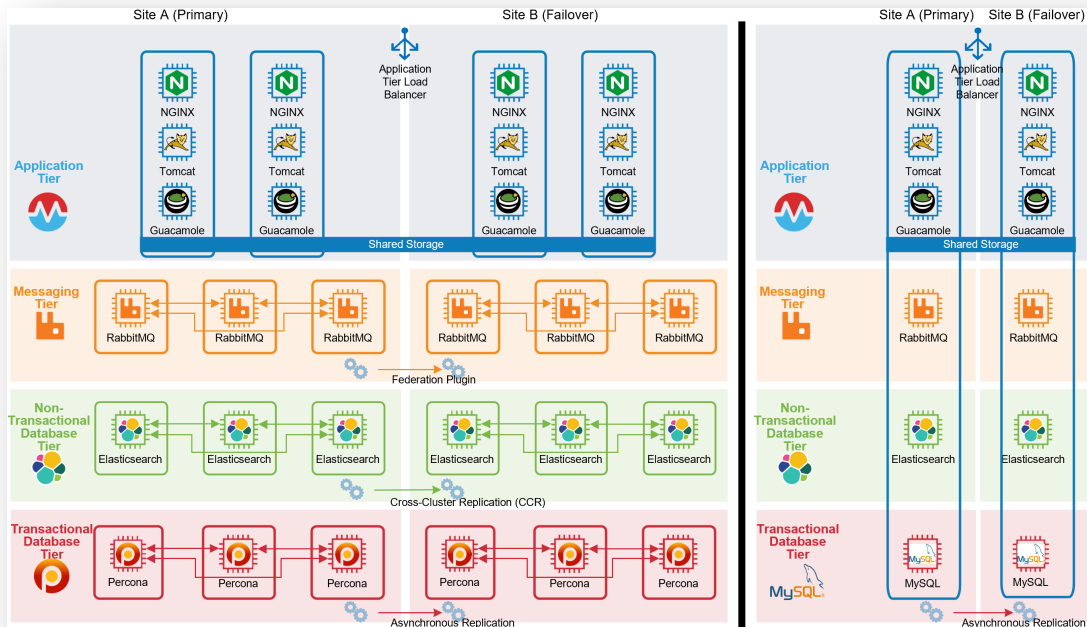 Site A (Primary)
Site B (Failover)
Application
Tier Load
Balancer
NGINX
NGINX
NGINX
NGINX
Tomcat
Tomcat
Tomcat
Tomcat
Application
Tier
Guacamole
Guacamole
Guacamole
Guacamole
Shared Storage
Messaging
Tier
RabbitMQ
RabbitMQ
RabbitMQ
RabbitMQ
RabbitMQ
RabbitMQ
Federation Plugin
Non-
Transactional
Database
Tier
Elasticsearch
Elasticsearch
Elasticsearch
Elasticsearch
Elasticsearch
Elasticsearch
Cross-Cluster Replication (CCR)
Transactional
Database
Tier
Percona
Percona
Percona
Percona
Percona
Percona
Asynchronous Replication
Site A (Primary)
Site B (Failover)
Application
Tier Load
Balancer
NGINX
NGINX
Tomcat
Tomcat
Application
Tier
Guacamole
Guacamole
Shared Storage
Messaging
Tier
RabbitMQ
RabbitMQ
Non-
Transactional
Database
Tier
Elasticsearch
Elasticsearch
Transactional
Database
Tier
MySQL
MySQL
MySQL
MySQL
MySQL
Asynchronous Replication